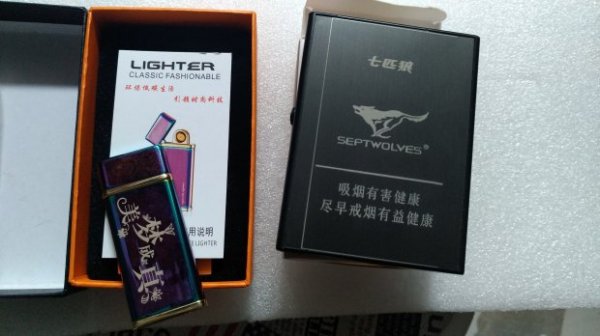 LIGHTER
CLASSIC FASHIONABLE
环保低碳生活
引领时尚科技
用说明
E LIGHTER
美梦成真
七匹狼
SEPTWOLVES®
吸烟有害健康
尽早戒烟有益健康